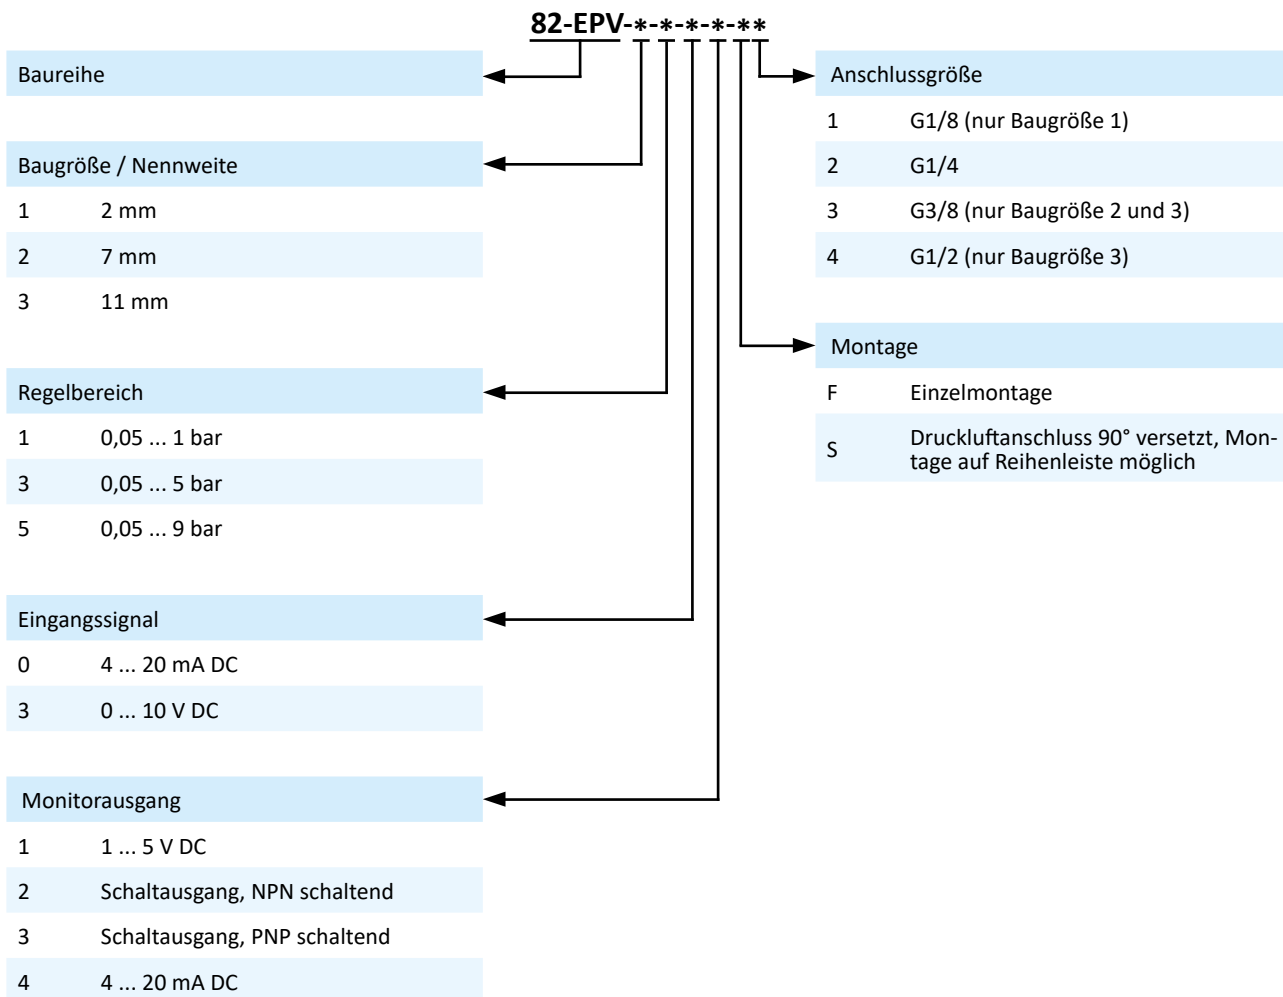 82-EPV-*-*-*-*-**
Baureihe
Baugröße / Nennweite
1 2 mm
2 7 mm
3 11 mm
Regelbereich
1 0,05 ... 1 bar
3 0,05 ... 5 bar
5 0,05 ... 9 bar
Eingangssignal
0 4 ... 20 mA DC
3 0 ... 10 V DC
Monitorausgang
1 1 ... 5 V DC
2 Schaltausgang, NPN schaltend
3 Schaltausgang, PNP schaltend
4 4 ... 20 mA DC
Anschlussgröße
1 G1/8 (nur Baugröße 1)
2 G1/4
3 G3/8 (nur Baugröße 2 und 3)
4 G1/2 (nur Baugröße 3)
Montage
F Einzelmontage
S Druckluftanschluss 90° versetzt, Mon-
tage auf Reihenleiste möglich